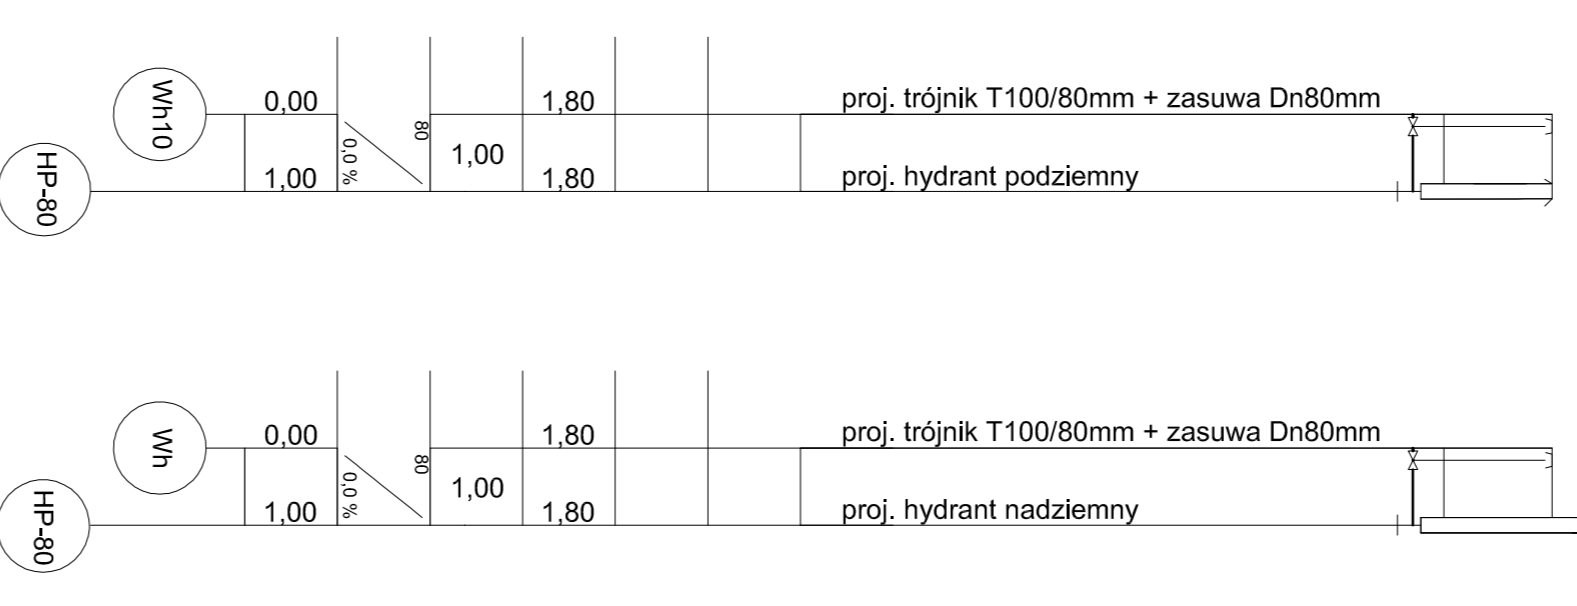 Wh10
0,00
1,80
proj. trójnik T100/80mm + zasuwa Dn80mm
0,0 %
80
1,00
HP-80
1,00
1,80
proj. hydrant podziemny
Wh
0,00
1,80
proj. trójnik T100/80mm + zasuwa Dn80mm
0,0 %
80
1,00
HP-80
1,00
1,80
proj. hydrant nadziemny